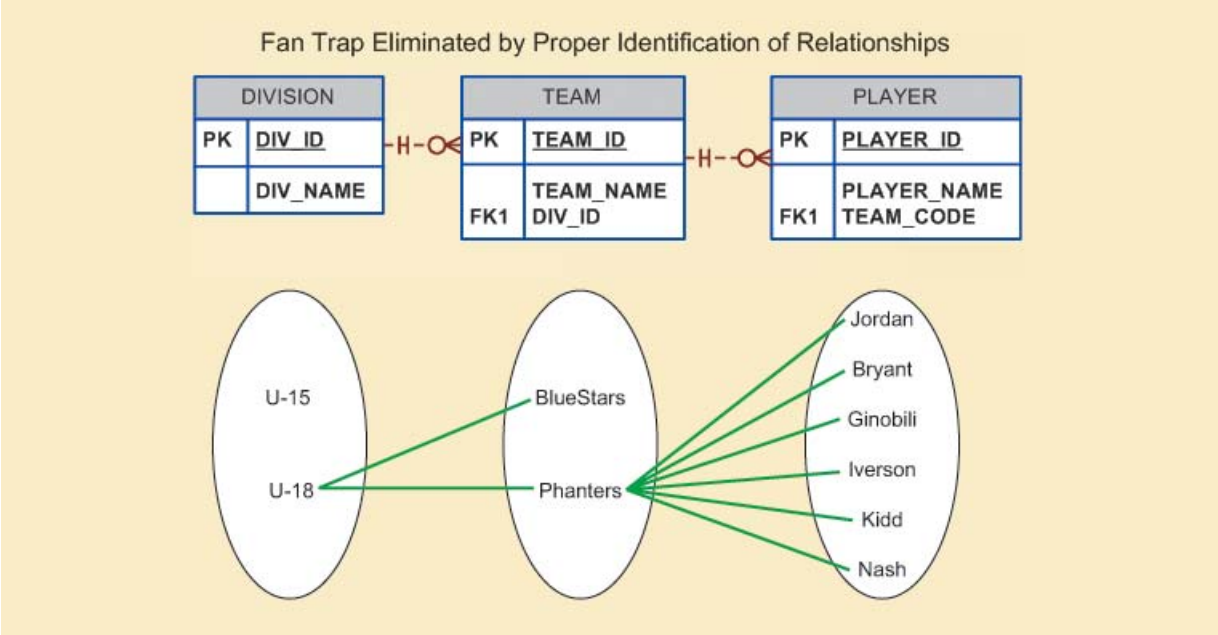 Fan Trap Eliminated by Proper Identification of Relationships
DIVISION
PK DIV_ID
DIV_NAME
TEAM
PK TEAM_ID
TEAM_NAME
FK1 DIV_ID
PLAYER
PK PLAYER_ID
PLAYER_NAME
FK1 TEAM_CODE
U-15
U-18
BlueStars
Phanters
Jordan
Bryant
Ginobili
Iverson
Kidd
Nash